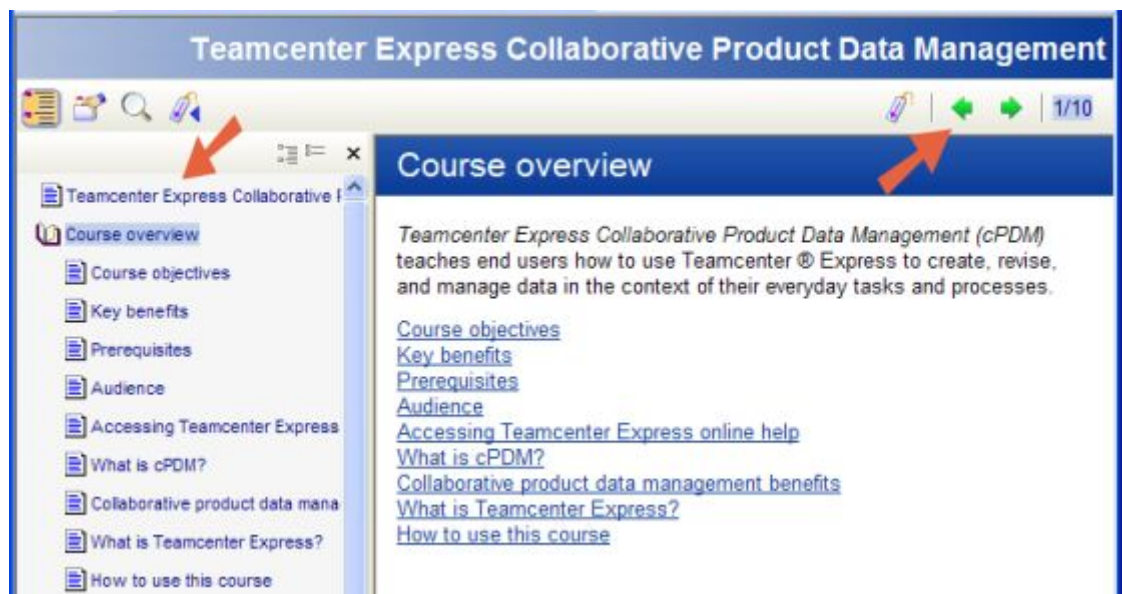 Teamcenter Express Collaborative Product Data Management
1/10
Teamcenter Express Collaborative
Course overview
Course objectives
Key benefits
Prerequisites
Audience
Accessing Teamcenter Express
What is cPDM?
Collaborative product data mana
What is Teamcenter Express?
How to use this course
Course overview
Teamcenter Express Collaborative Product Data Management (cPDM)
teaches end users how to use Teamcenter ® Express to create, revise,
and manage data in the context of their everyday tasks and processes.
Course objectives
Key benefits
Prerequisites
Audience
Accessing Teamcenter Express online help
What is cPDM?
Collaborative product data management benefits
What is Teamcenter Express?
How to use this course